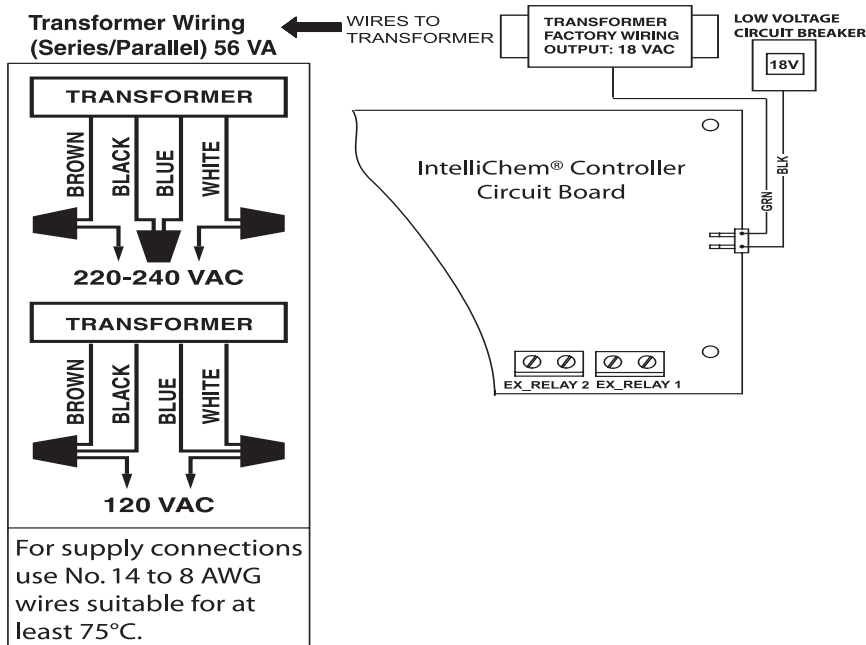 Transformer Wiring
(Series/Parallel) 56 VA
WIRES TO
TRANSFORMER
TRANSFORMER
FACTORY WIRING
OUTPUT: 18 VAC
LOW VOLTAGE
CIRCUIT BREAKER
18V
TRANSFORMER
BROWN
BLACK
BLUE
WHITE
220-240 VAC
TRANSFORMER
BROWN
BLACK
BLUE
WHITE
120 VAC
For supply connections
use No. 14 to 8 AWG
wires suitable for at
least 75°C.
IntelliChem® Controller
Circuit Board
GRN
BLK
EX_RELAY 2
EX_RELAY 1